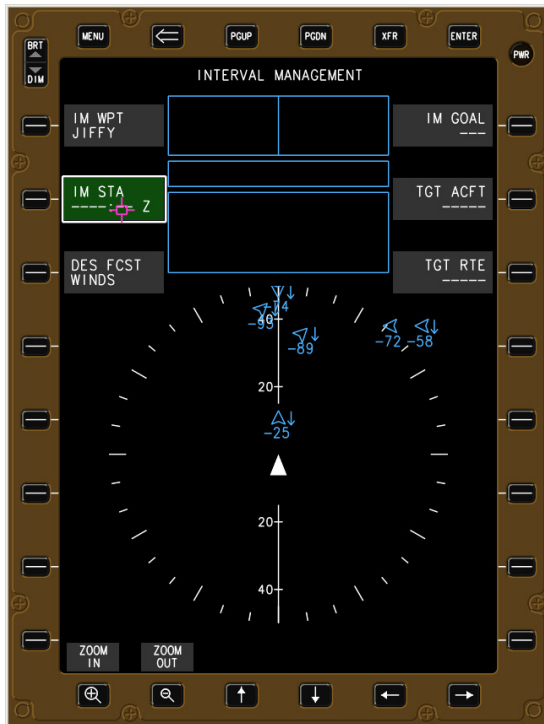 MENU
PGUP
PGDN
XFR
ENTER
BRT
DIM
PWR
INTERVAL MANAGEMENT
IM WPT
JIFFY
IM GOAL
---
IM STA
----:-- Z
TGT ACFT
-----
DES FCST
WINDS
TGT RTE
-----
-74
40
-95
-89
-72
-58
20
-25
20
40
ZOOM
IN
ZOOM
OUT